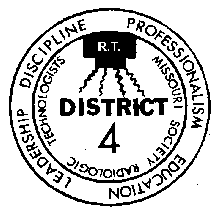 LEADERSHIP DISCIPLINE PROFESSIONALISM EDUCATION
MISSOURI SOCIETY RADIOLOGIC TECHNOLOGISTS
R.T.
DISTRICT
4